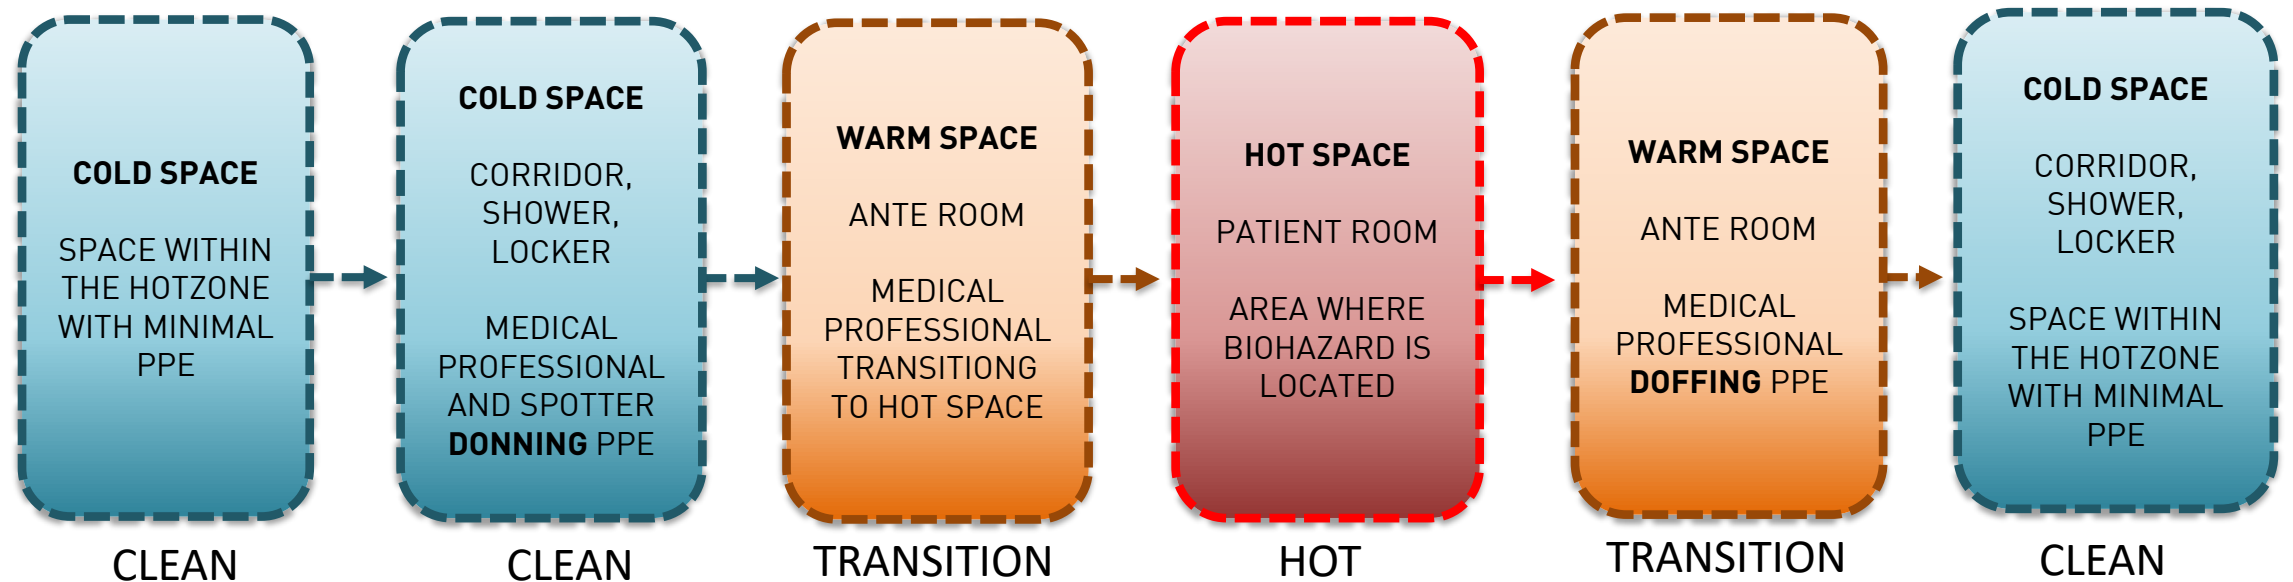 COLD SPACE
SPACE WITHIN
THE HOTZONE
WITH MINIMAL
PPE
CLEAN
COLD SPACE
CORRIDOR,
SHOWER,
LOCKER
MEDICAL
PROFESSIONAL
AND SPOTTER
DONNING PPE
CLEAN
WARM SPACE
ANTE ROOM
MEDICAL
PROFESSIONAL
TRANSITIONG
TO HOT SPACE
TRANSITION
HOT SPACE
PATIENT ROOM
AREA WHERE
BIOHAZARD IS
LOCATED
HOT
WARM SPACE
ANTE ROOM
MEDICAL
PROFESSIONAL
DOFFING PPE
TRANSITION
COLD SPACE
CORRIDOR,
SHOWER,
LOCKER
SPACE WITHIN
THE HOTZONE
WITH MINIMAL
PPE
CLEAN